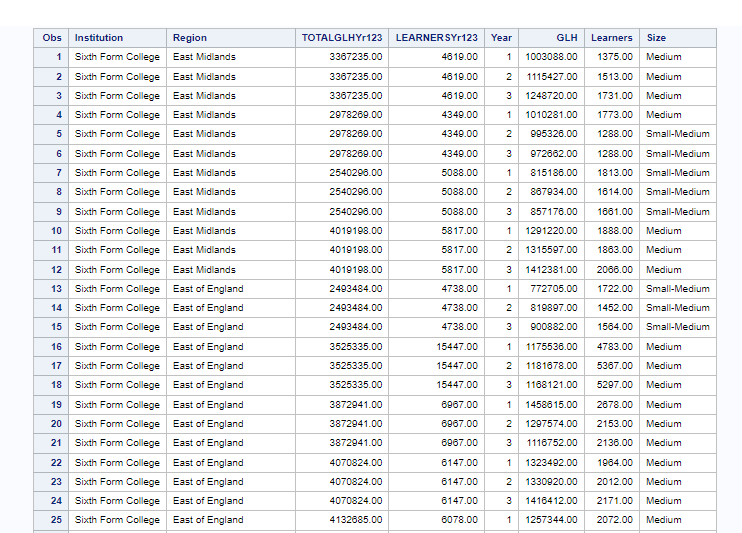 Obs Institution Region TOTALGLHYr123 LEARNERSYr123 Year GLH Learners Size
1 Sixth Form College East Midlands 3367235.00 4619.00 1 1003088.00 1375.00 Medium
2 Sixth Form College East Midlands 3367235.00 4619.00 2 1115427.00 1513.00 Medium
3 Sixth Form College East Midlands 3367235.00 4619.00 3 1248720.00 1731.00 Medium
4 Sixth Form College East Midlands 2978269.00 4349.00 1 1010281.00 1773.00 Medium
5 Sixth Form College East Midlands 2978269.00 4349.00 2 995326.00 1288.00 Small-Medium
6 Sixth Form College East Midlands 2978269.00 4349.00 3 972662.00 1288.00 Small-Medium
7 Sixth Form College East Midlands 2540296.00 5088.00 1 815186.00 1813.00 Small-Medium
8 Sixth Form College East Midlands 2540296.00 5088.00 2 867934.00 1614.00 Small-Medium
9 Sixth Form College East Midlands 2540296.00 5088.00 3 857176.00 1661.00 Small-Medium
10 Sixth Form College East Midlands 4019198.00 5817.00 1 1291220.00 1888.00 Medium
11 Sixth Form College East Midlands 4019198.00 5817.00 2 1315597.00 1863.00 Medium
12 Sixth Form College East Midlands 4019198.00 5817.00 3 1412381.00 2066.00 Medium
13 Sixth Form College East of England 2493484.00 4738.00 1 772705.00 1722.00 Small-Medium
14 Sixth Form College East of England 2493484.00 4738.00 2 819897.00 1452.00 Small-Medium
15 Sixth Form College East of England 2493484.00 4738.00 3 900882.00 1564.00 Small-Medium
16 Sixth Form College East of England 3525335.00 15447.00 1 1175536.00 4783.00 Medium
17 Sixth Form College East of England 3525335.00 15447.00 2 1181678.00 5367.00 Medium
18 Sixth Form College East of England 3525335.00 15447.00 3 1168121.00 5297.00 Medium
19 Sixth Form College East of England 3872941.00 6967.00 1 1458615.00 2678.00 Medium
20 Sixth Form College East of England 3872941.00 6967.00 2 1297574.00 2153.00 Medium
21 Sixth Form College East of England 3872941.00 6967.00 3 1116752.00 2136.00 Medium
22 Sixth Form College East of England 4070824.00 6147.00 1 1323492.00 1964.00 Medium
23 Sixth Form College East of England 4070824.00 6147.00 2 1330920.00 2012.00 Medium
24 Sixth Form College East of England 4070824.00 6147.00 3 1416412.00 2171.00 Medium
25 Sixth Form College East of England 4132685.00 6078.00 1 1257344.00 2072.00 Medium